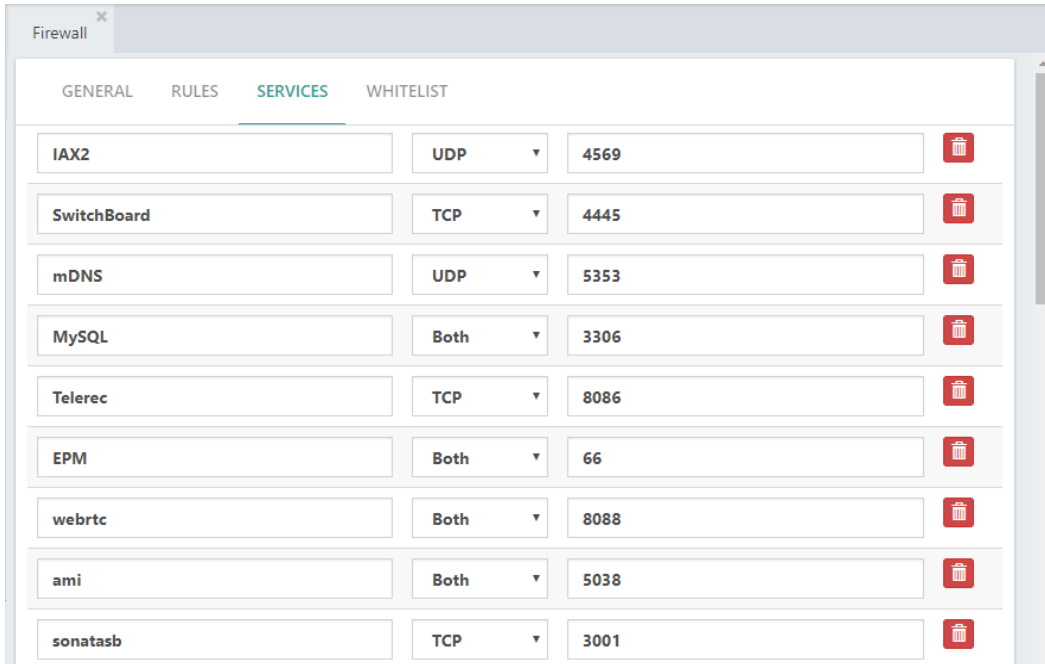 Firewall
GENERAL RULES SERVICES WHITELIST
IAX2 UDP 4569
SwitchBoard TCP 4445
mDNS UDP 5353
MySQL Both 3306
Telerec TCP 8086
EPM Both 66
webrtc Both 8088
ami Both 5038
sonatasb TCP 3001